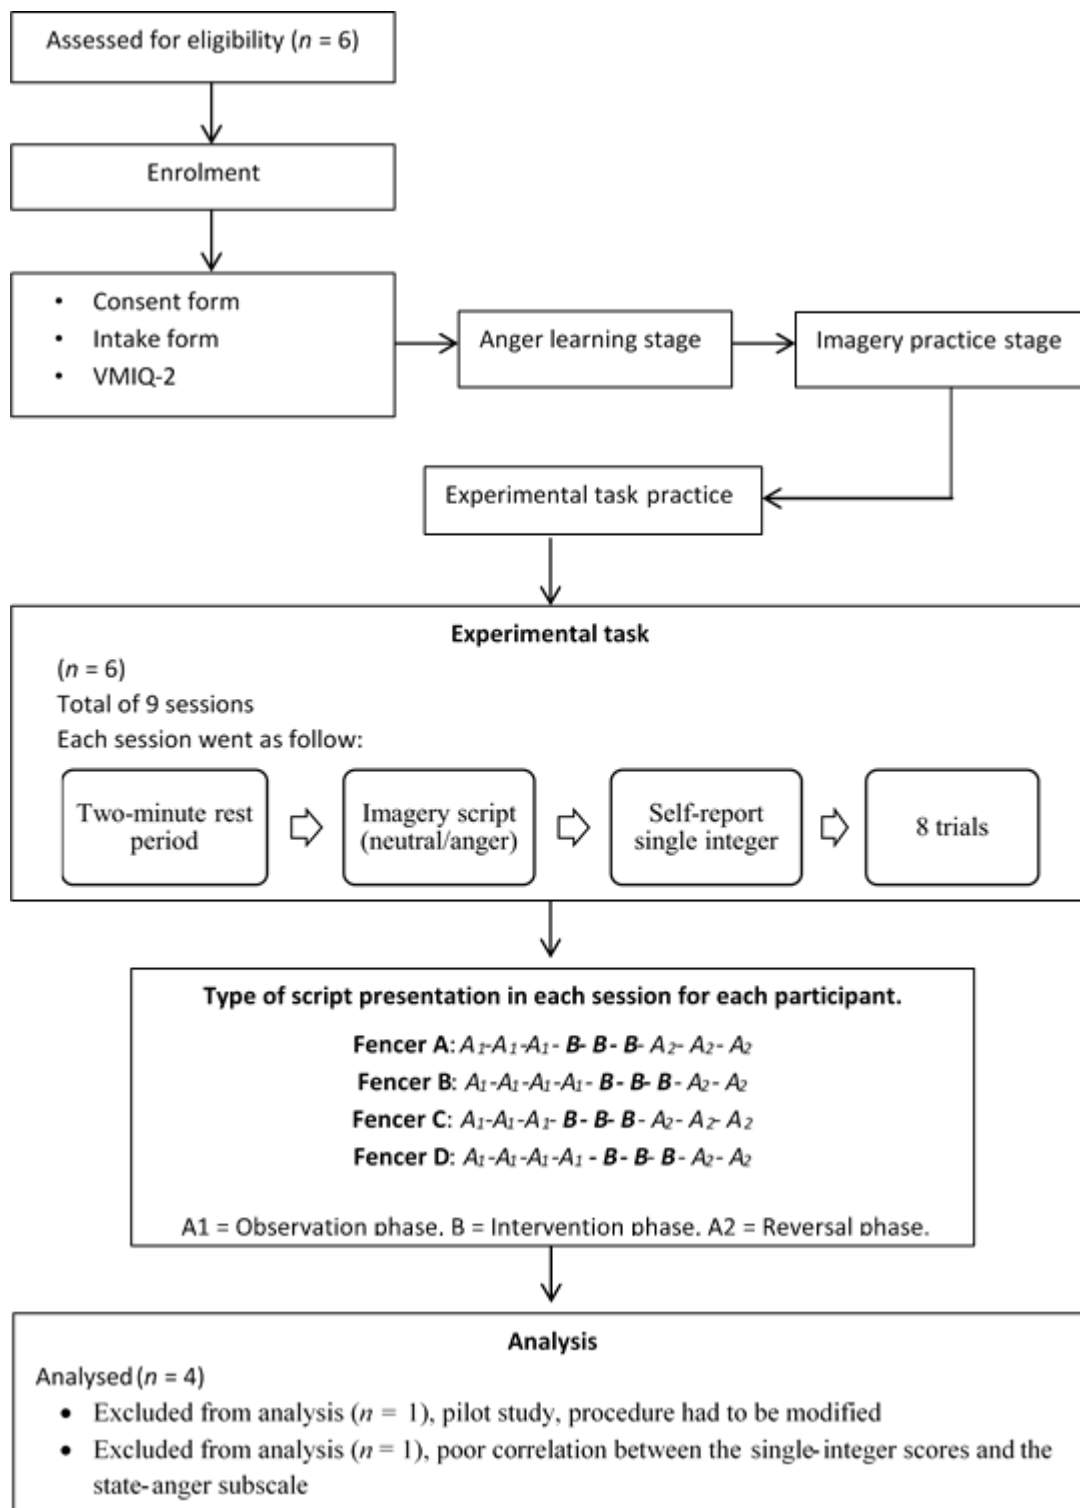 Assessed for eligibility (n = 6)
Enrolment
• Consent form
• Intake form
• VMIQ-2
Anger learning stage
Imagery practice stage
Experimental task practice
Experimental task
(n = 6)
Total of 9 sessions
Each session went as follow:
Two-minute rest
period
Imagery script
(neutral/anger)
Self-report
single integer
8 trials
Type of script presentation in each session for each participant.
Fencer A: A₁-A₁-A₁- B- B- B- A₂- A₂- A₂
Fencer B: A₁-A₁-A₁-A₁- B- B- B- A₂- A₂
Fencer C: A₁-A₁-A₁- B- B- B- A₂- A₂- A₂
Fencer D: A₁-A₁-A₁-A₁ - B- B- B- A₂- A₂
A1 = Observation phase. B = Intervention phase. A2 = Reversal phase.
Analysis
Analysed (n = 4)
• Excluded from analysis (n = 1), pilot study, procedure had to be modified
• Excluded from analysis (n = 1), poor correlation between the single-integer scores and the
state-anger subscale